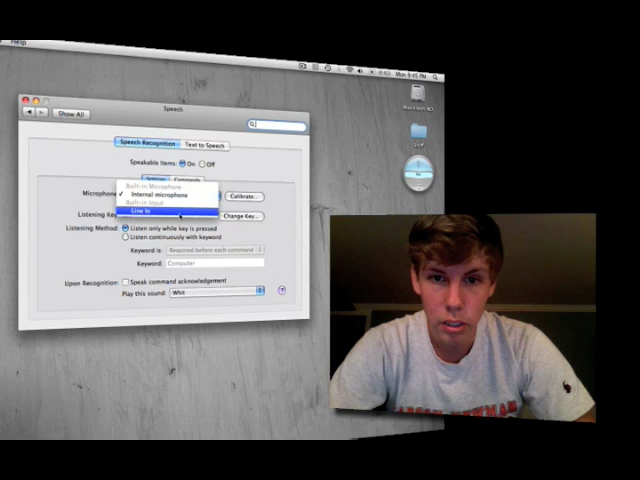 Help
Mon 9:45 PM
Speech
Show All
Macintosh HD
Speech Recognition Text to Speech
Stuff
Speakable Items: On Off
Settings Commands
Built-in Microphone
Microphone Internal microphone Calibrate...
Built-in Input
Line In
Listening Key Change Key...
Listening Method: Listen only while key is pressed
Listen continuously with keyword
Keyword is: Required before each command
Keyword: Computer
Upon Recognition: Speak command acknowledgement
Play this sound: Whit